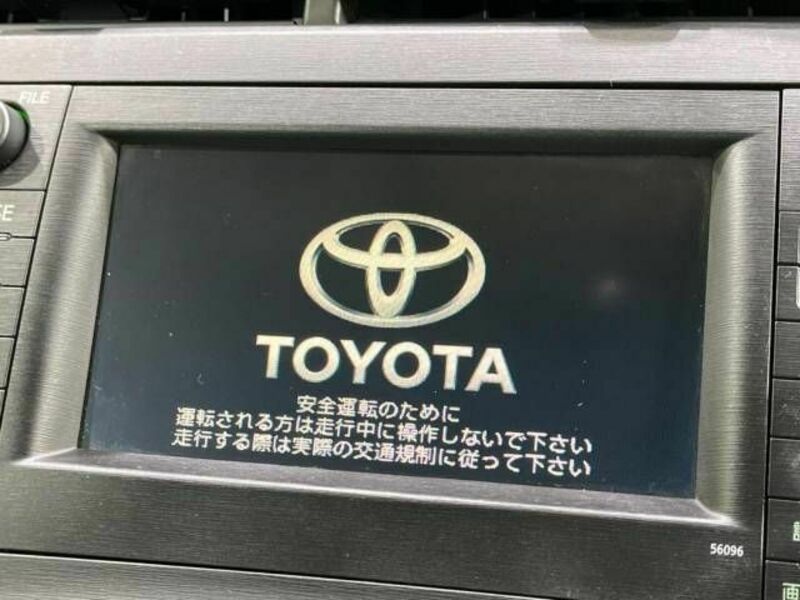 FILE
TOYOTA
安全運転のために
運転される方は走行中に操作しないで下さい
走行する際は実際の交通規制に従って下さい
56096
画